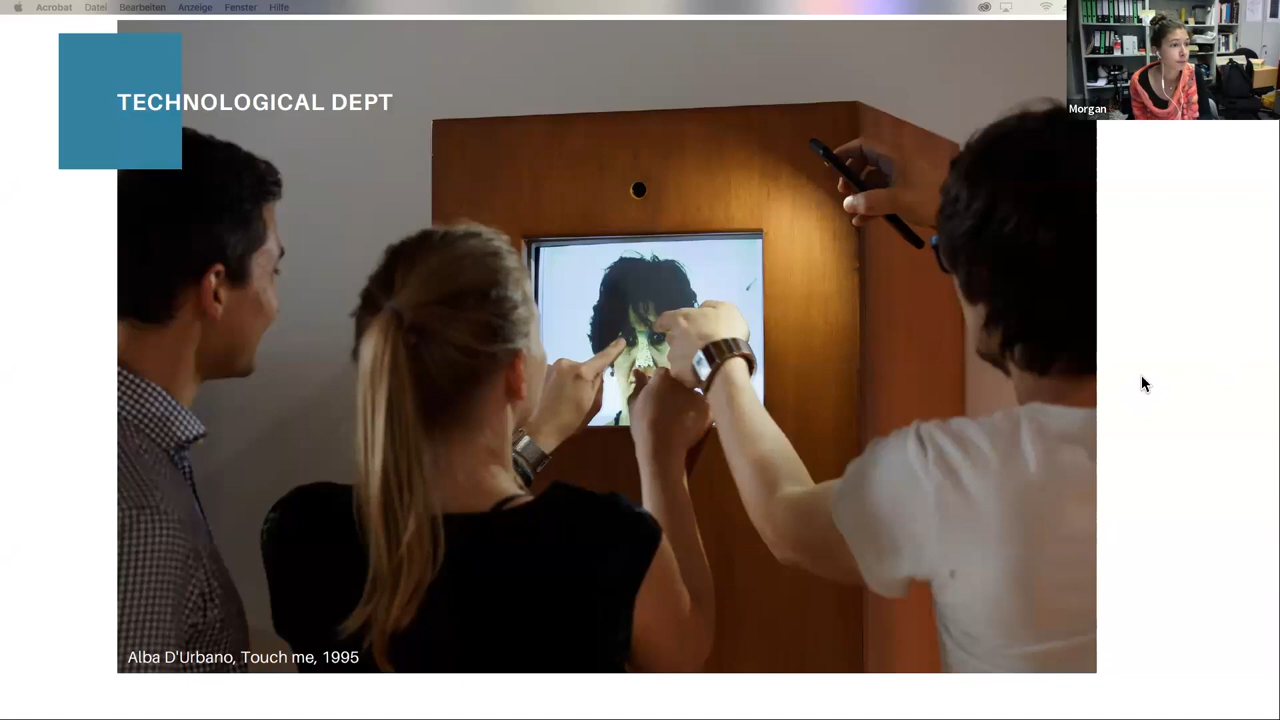 Acrobat Datei Bearbeiten Anzeige Fenster Hilfe
Morgan
TECHNOLOGICAL DEPT
Alba D'Urbano, Touch me, 1995